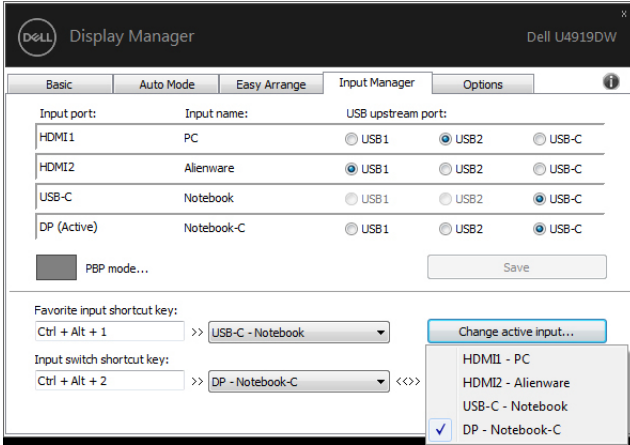 x
DELL Display Manager Dell U4919DW
Basic Auto Mode Easy Arrange Input Manager Options i
Input port: Input name: USB upstream port:
HDMI1 PC USB1 USB2 USB-C
HDMI2 Alienware USB1 USB2 USB-C
USB-C Notebook USB1 USB2 USB-C
DP (Active) Notebook-C USB1 USB2 USB-C
PBP mode... Save
Favorite input shortcut key:
Ctrl + Alt + 1 >> USB-C - Notebook Change active input...
Input switch shortcut key:
Ctrl + Alt + 2 >> DP - Notebook-C <<>>
HDMI1 - PC
HDMI2 - Alienware
USB-C - Notebook
DP - Notebook-C